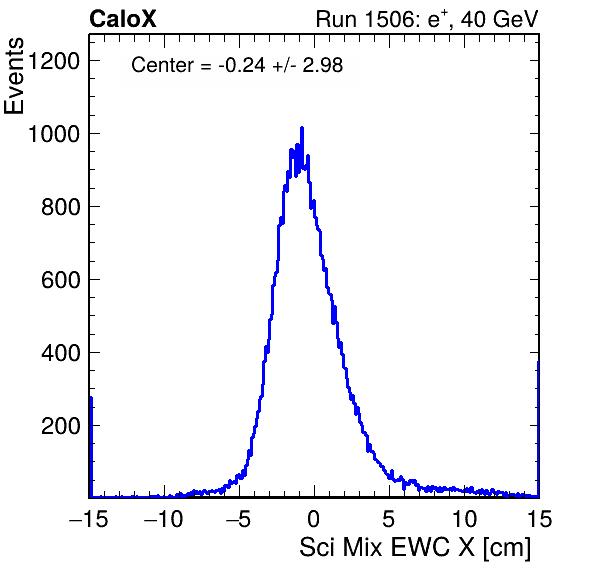 CaloX Run 1506: e⁺, 40 GeV
Center = -0.24 +/- 2.98
Events
1200
1000
800
600
400
200
−15 −10 −5 0 5 10 15
Sci Mix EWC X [cm]